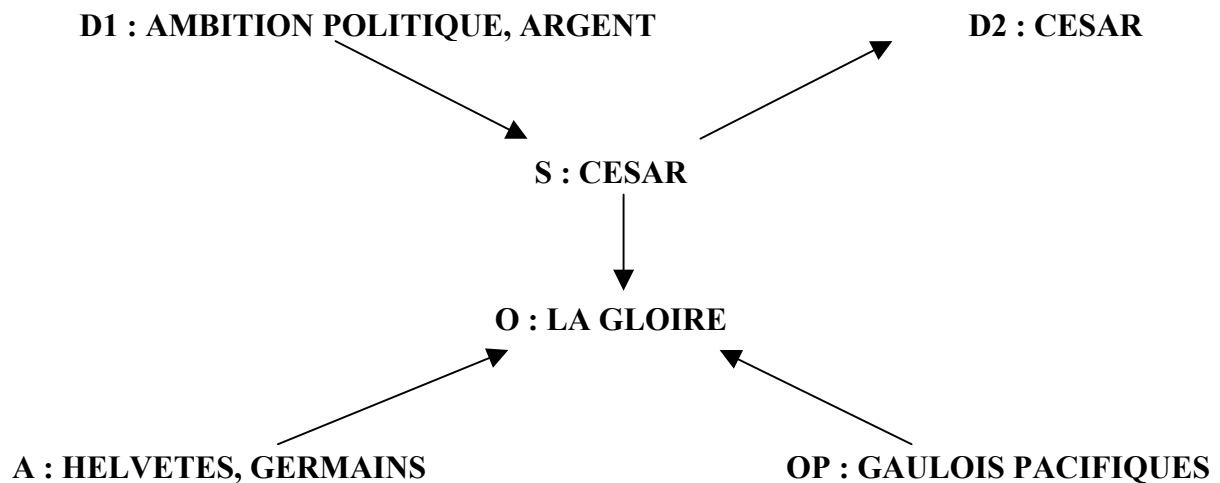 D1 : AMBITION POLITIQUE, ARGENT
D2 : CESAR
S : CESAR
O : LA GLOIRE
A : HELVETES, GERMAINS
OP : GAULOIS PACIFIQUES